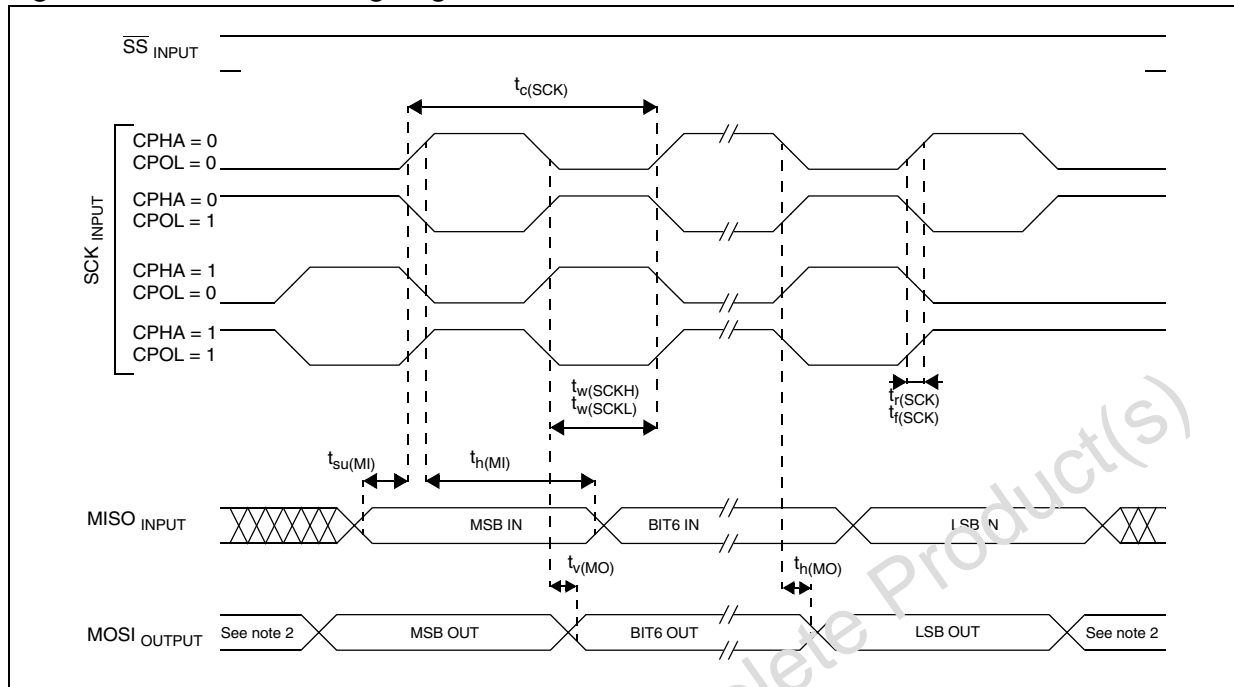 SS INPUT
tc(SCK)
SCK INPUT
CPHA = 0
CPOL = 0
CPHA = 0
CPOL = 1
CPHA = 1
CPOL = 0
CPHA = 1
CPOL = 1
tw(SCKH)
tw(SCKL)
tr(SCK)
tf(SCK)
tsu(MI)
th(MI)
MISO INPUT
MSB IN
BIT6 IN
LSB IN
tv(MO)
th(MO)
MOSI OUTPUT
See note 2
MSB OUT
BIT6 OUT
LSB OUT
See note 2
lete Product(s)